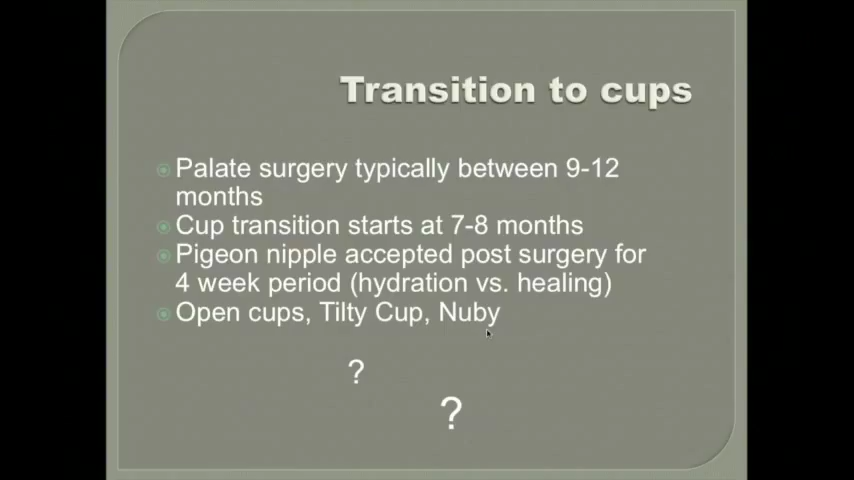 Transition to cups
Palate surgery typically between 9-12
months
Cup transition starts at 7-8 months
Pigeon nipple accepted post surgery for
4 week period (hydration vs. healing)
Open cups, Tilty Cup, Nuby
?
?